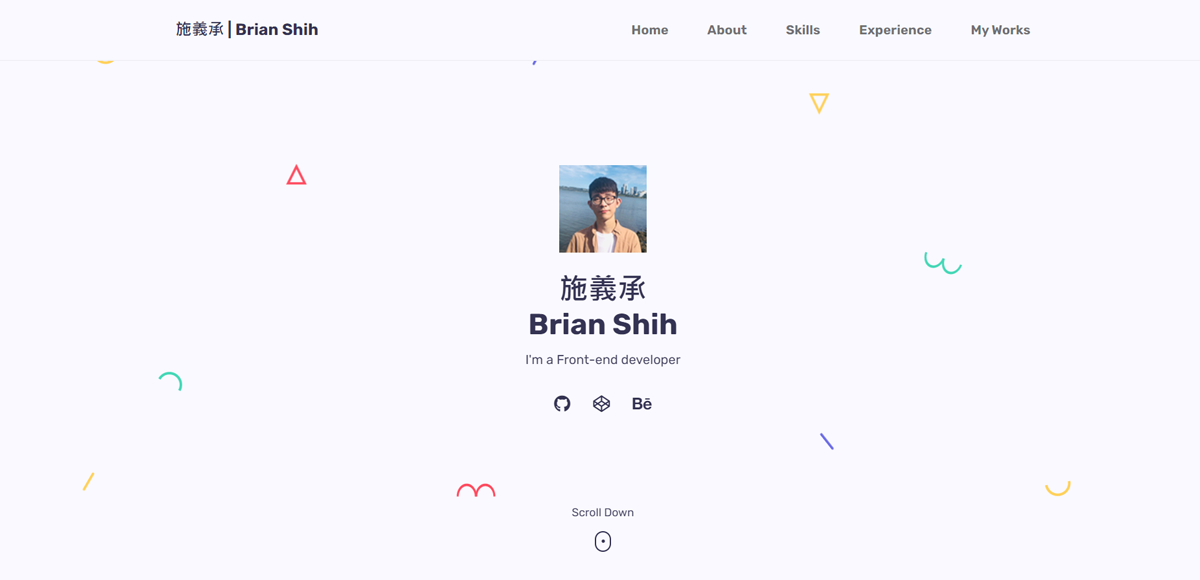 施義承 | Brian Shih
Home About Skills Experience My Works
施義承
Brian Shih
I'm a Front-end developer
Bē
Scroll Down